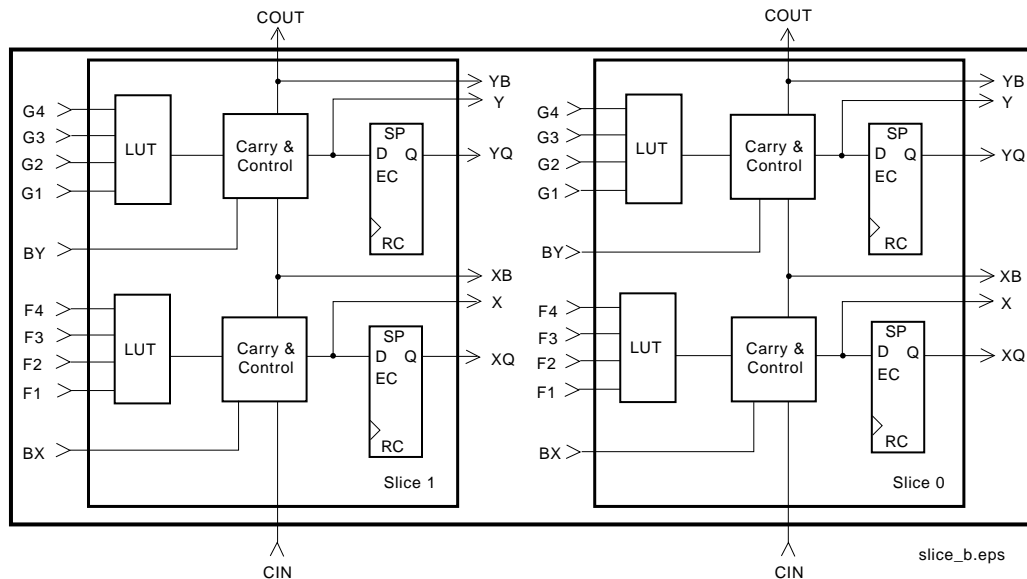 COUT
COUT
YB
Y
G4
G3
G2
G1
LUT
Carry &
Control
SP
D Q
EC
RC
YQ
BY
XB
X
F4
F3
F2
F1
LUT
Carry &
Control
SP
D Q
EC
RC
XQ
BX
Slice 1
CIN
YB
Y
G4
G3
G2
G1
LUT
Carry &
Control
SP
D Q
EC
RC
YQ
BY
XB
X
F4
F3
F2
F1
LUT
Carry &
Control
SP
D Q
EC
RC
XQ
BX
Slice 0
CIN
slice_b.eps